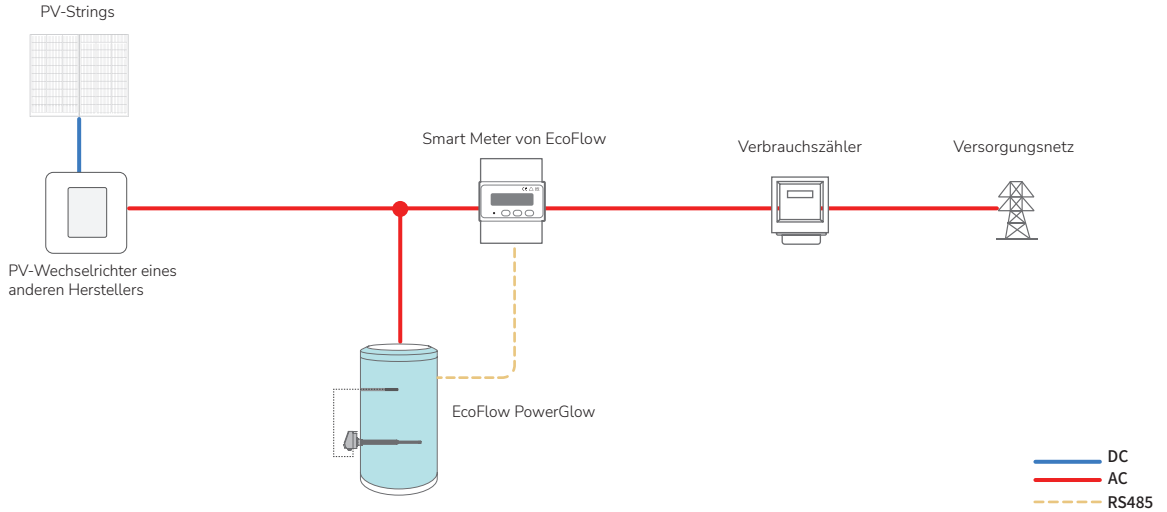 PV-Strings
Smart Meter von EcoFlow
Verbrauchszähler
Versorgungsnetz
PV-Wechselrichter eines
anderen Herstellers
EcoFlow PowerGlow
DC
AC
RS485